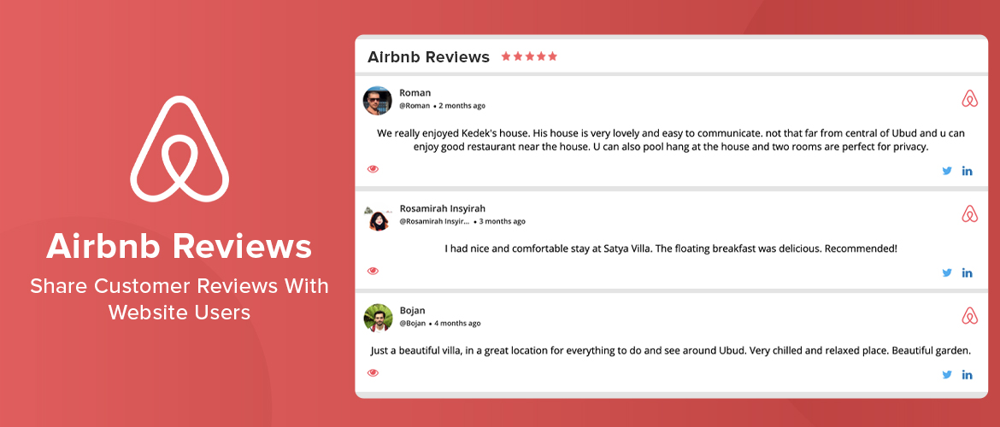 Airbnb Reviews
Share Customer Reviews With
Website Users
Airbnb Reviews
Roman
@Roman • 2 months ago
We really enjoyed Kedek's house. His house is very lovely and easy to communicate. not that far from central of Ubud and u can
enjoy good restaurant near the house. U can also pool hang at the house and two rooms are perfect for privacy.
Rosamirah Insyirah
@Rosamirah Insyir... • 3 months ago
I had nice and comfortable stay at Satya Villa. The floating breakfast was delicious. Recommended!
Bojan
@Bojan • 4 months ago
Just a beautiful villa, in a great location for everything to do and see around Ubud. Very chilled and relaxed place. Beautiful garden.